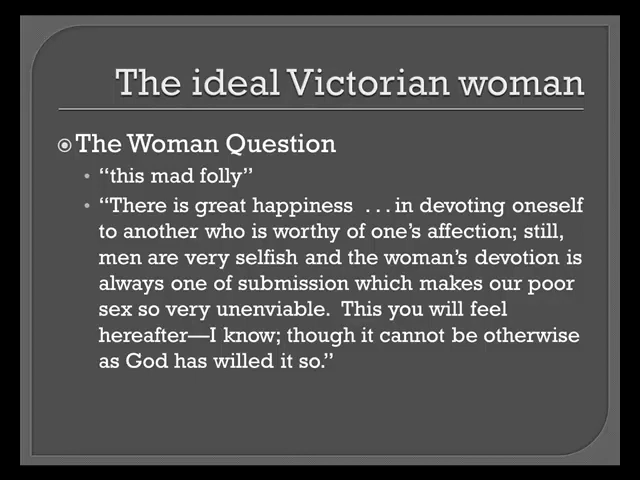 The ideal Victorian woman
The Woman Question
• “this mad folly”
• “There is great happiness . . . in devoting oneself
to another who is worthy of one’s affection; still,
men are very selfish and the woman’s devotion is
always one of submission which makes our poor
sex so very unenviable. This you will feel
hereafter—I know; though it cannot be otherwise
as God has willed it so.”